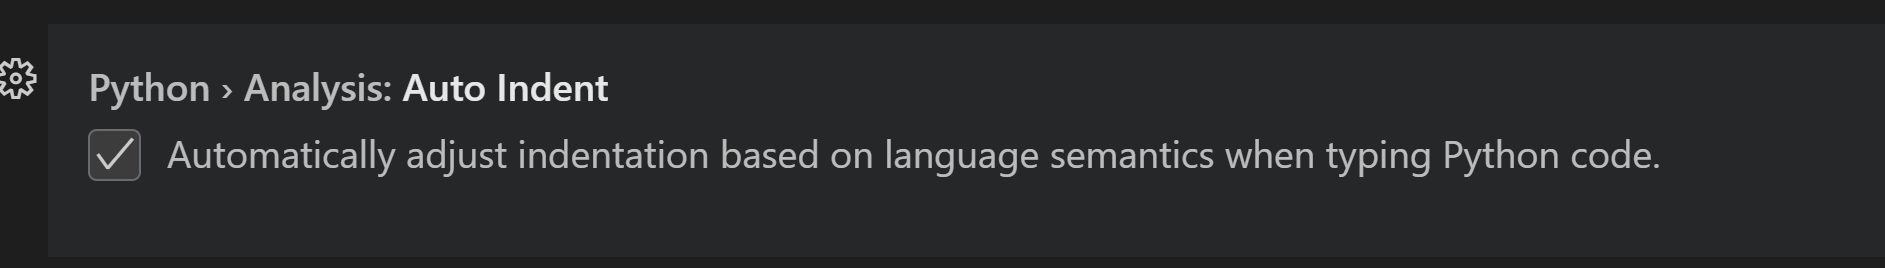 Python › Analysis: Auto Indent
Automatically adjust indentation based on language semantics when typing Python code.